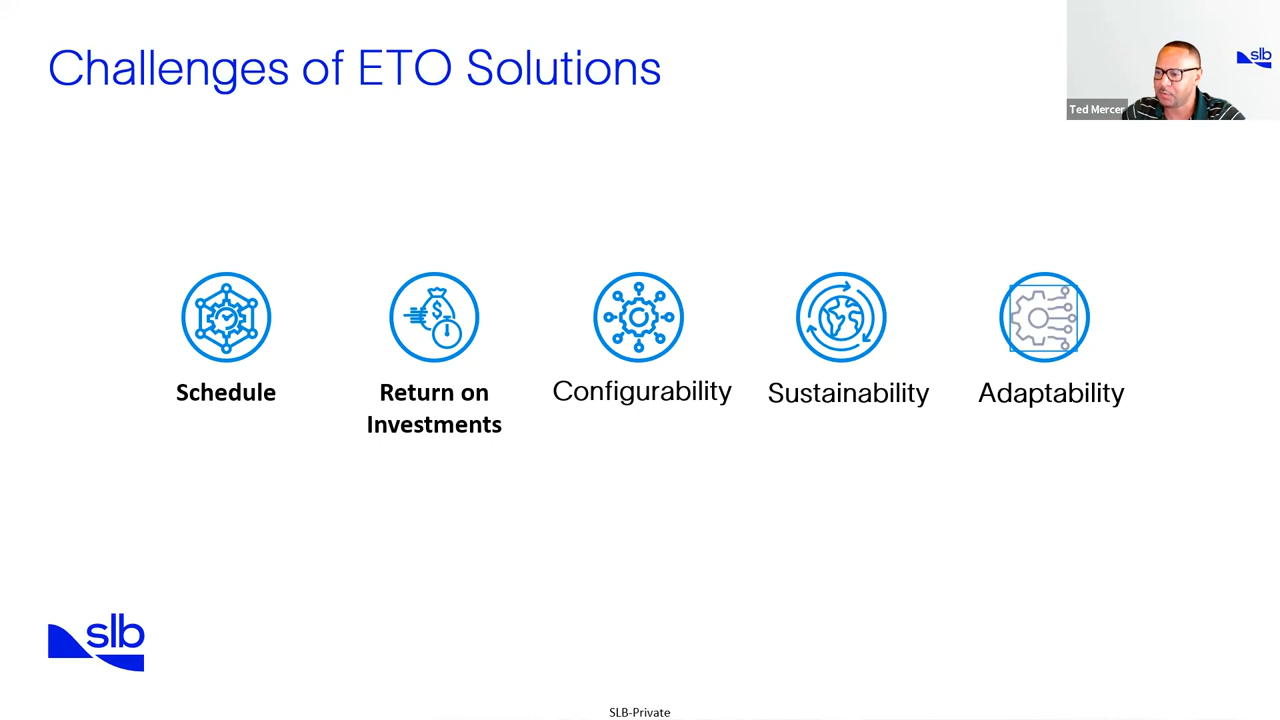 Challenges of ETO Solutions
slb
Ted Mercer
$
Schedule
Return on
Investments
Configurability
Sustainability
Adaptability
slb
SLB-Private